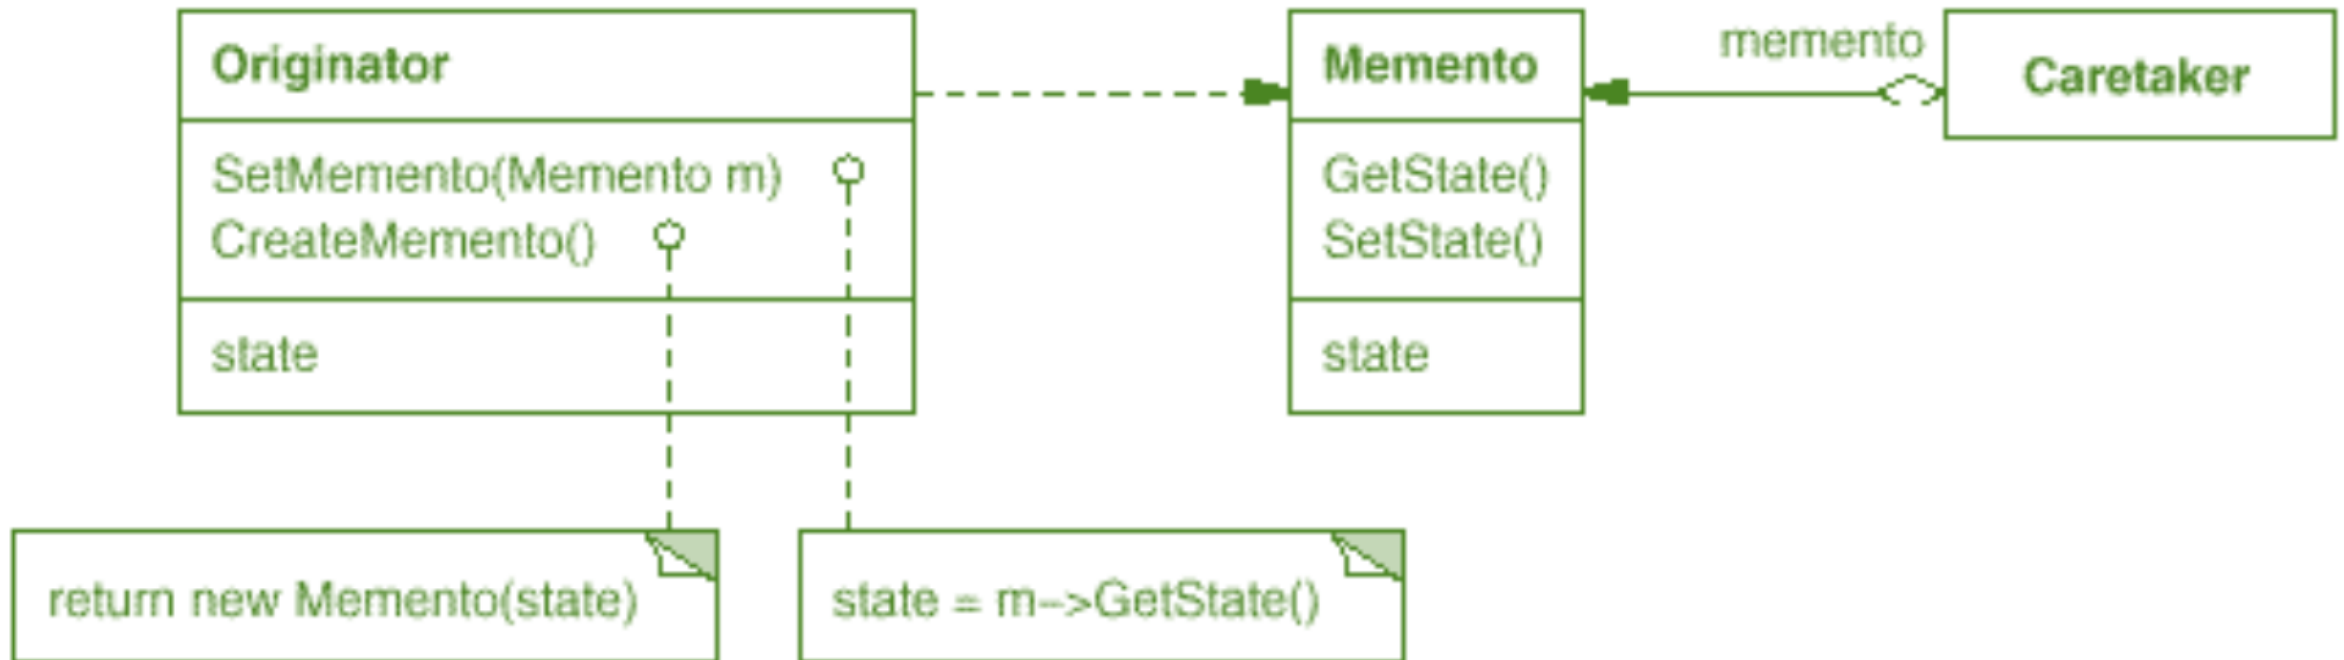 Originator
SetMemento(Memento m)
CreateMemento()
state
Memento
GetState()
SetState()
state
memento
Caretaker
return new Memento(state)
state = m->GetState()